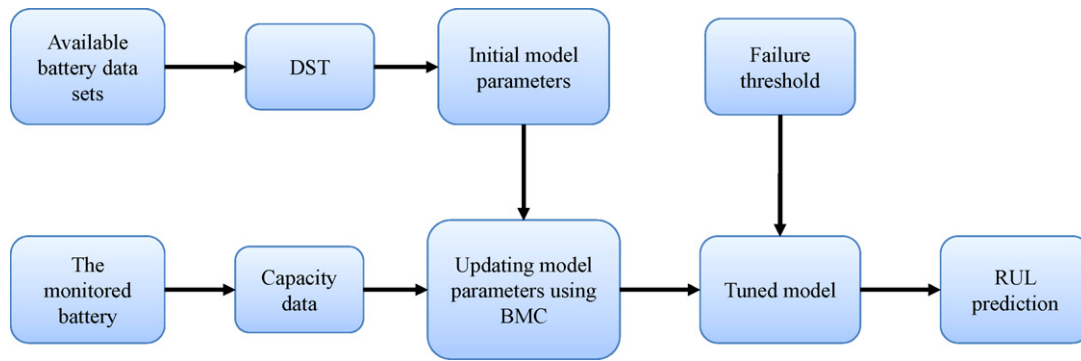 Available
battery data
sets
DST
Initial model
parameters
Failure
threshold
The
monitored
battery
Capacity
data
Updating model
parameters using
BMC
Tuned model
RUL
prediction